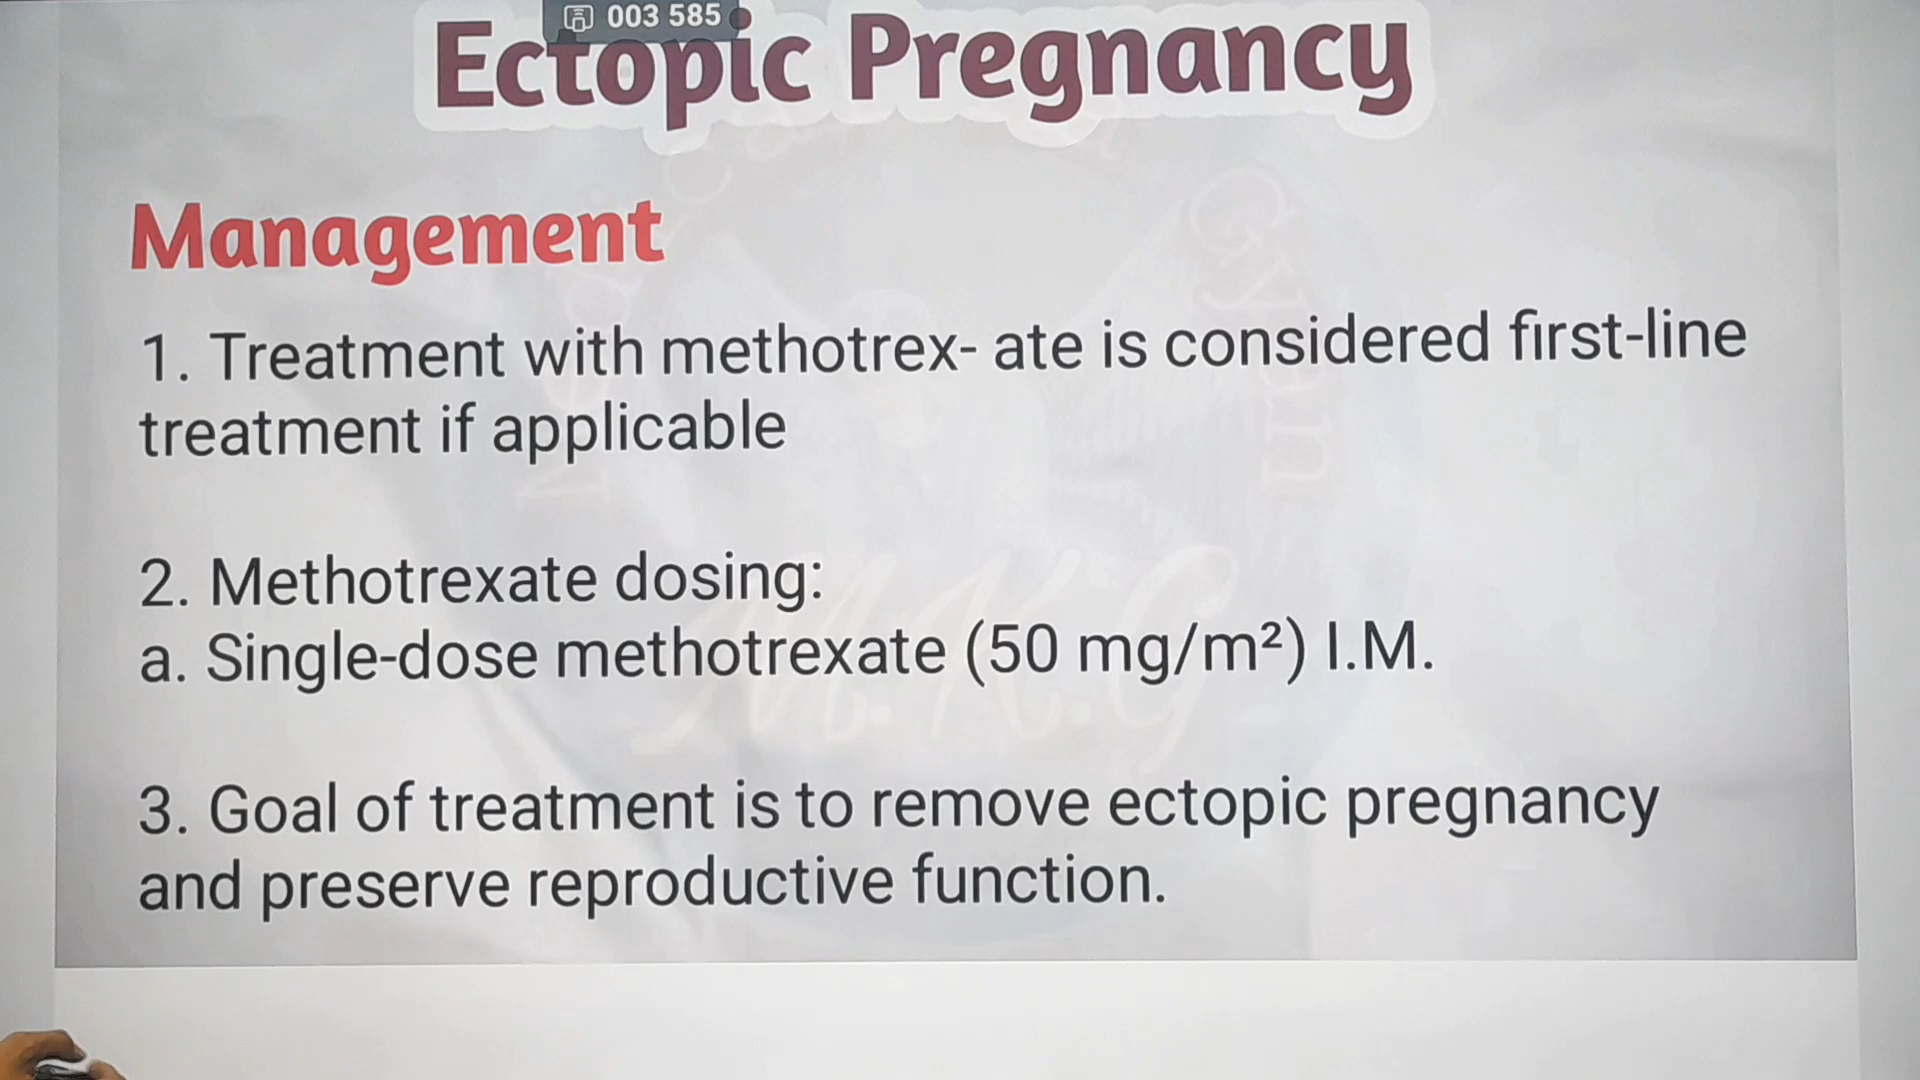 003 585
Ectopic Pregnancy
Management
1. Treatment with methotrex- ate is considered first-line
treatment if applicable
2. Methotrexate dosing:
a. Single-dose methotrexate (50 mg/m²) I.M.
M.K.G
3. Goal of treatment is to remove ectopic pregnancy
and preserve reproductive function.